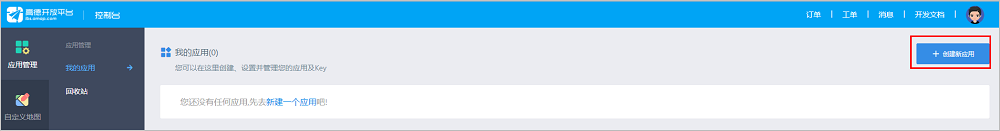 高德开放平台
lbs.amap.com
控制台
订单
工单
消息
开发文档
应用管理
自定义地图
应用管理
我的应用
回收站
我的应用(0)
您可以在这里创建、设置并管理您的应用及Key
+ 创建新应用
您还没有任何应用,先去新建一个应用吧!